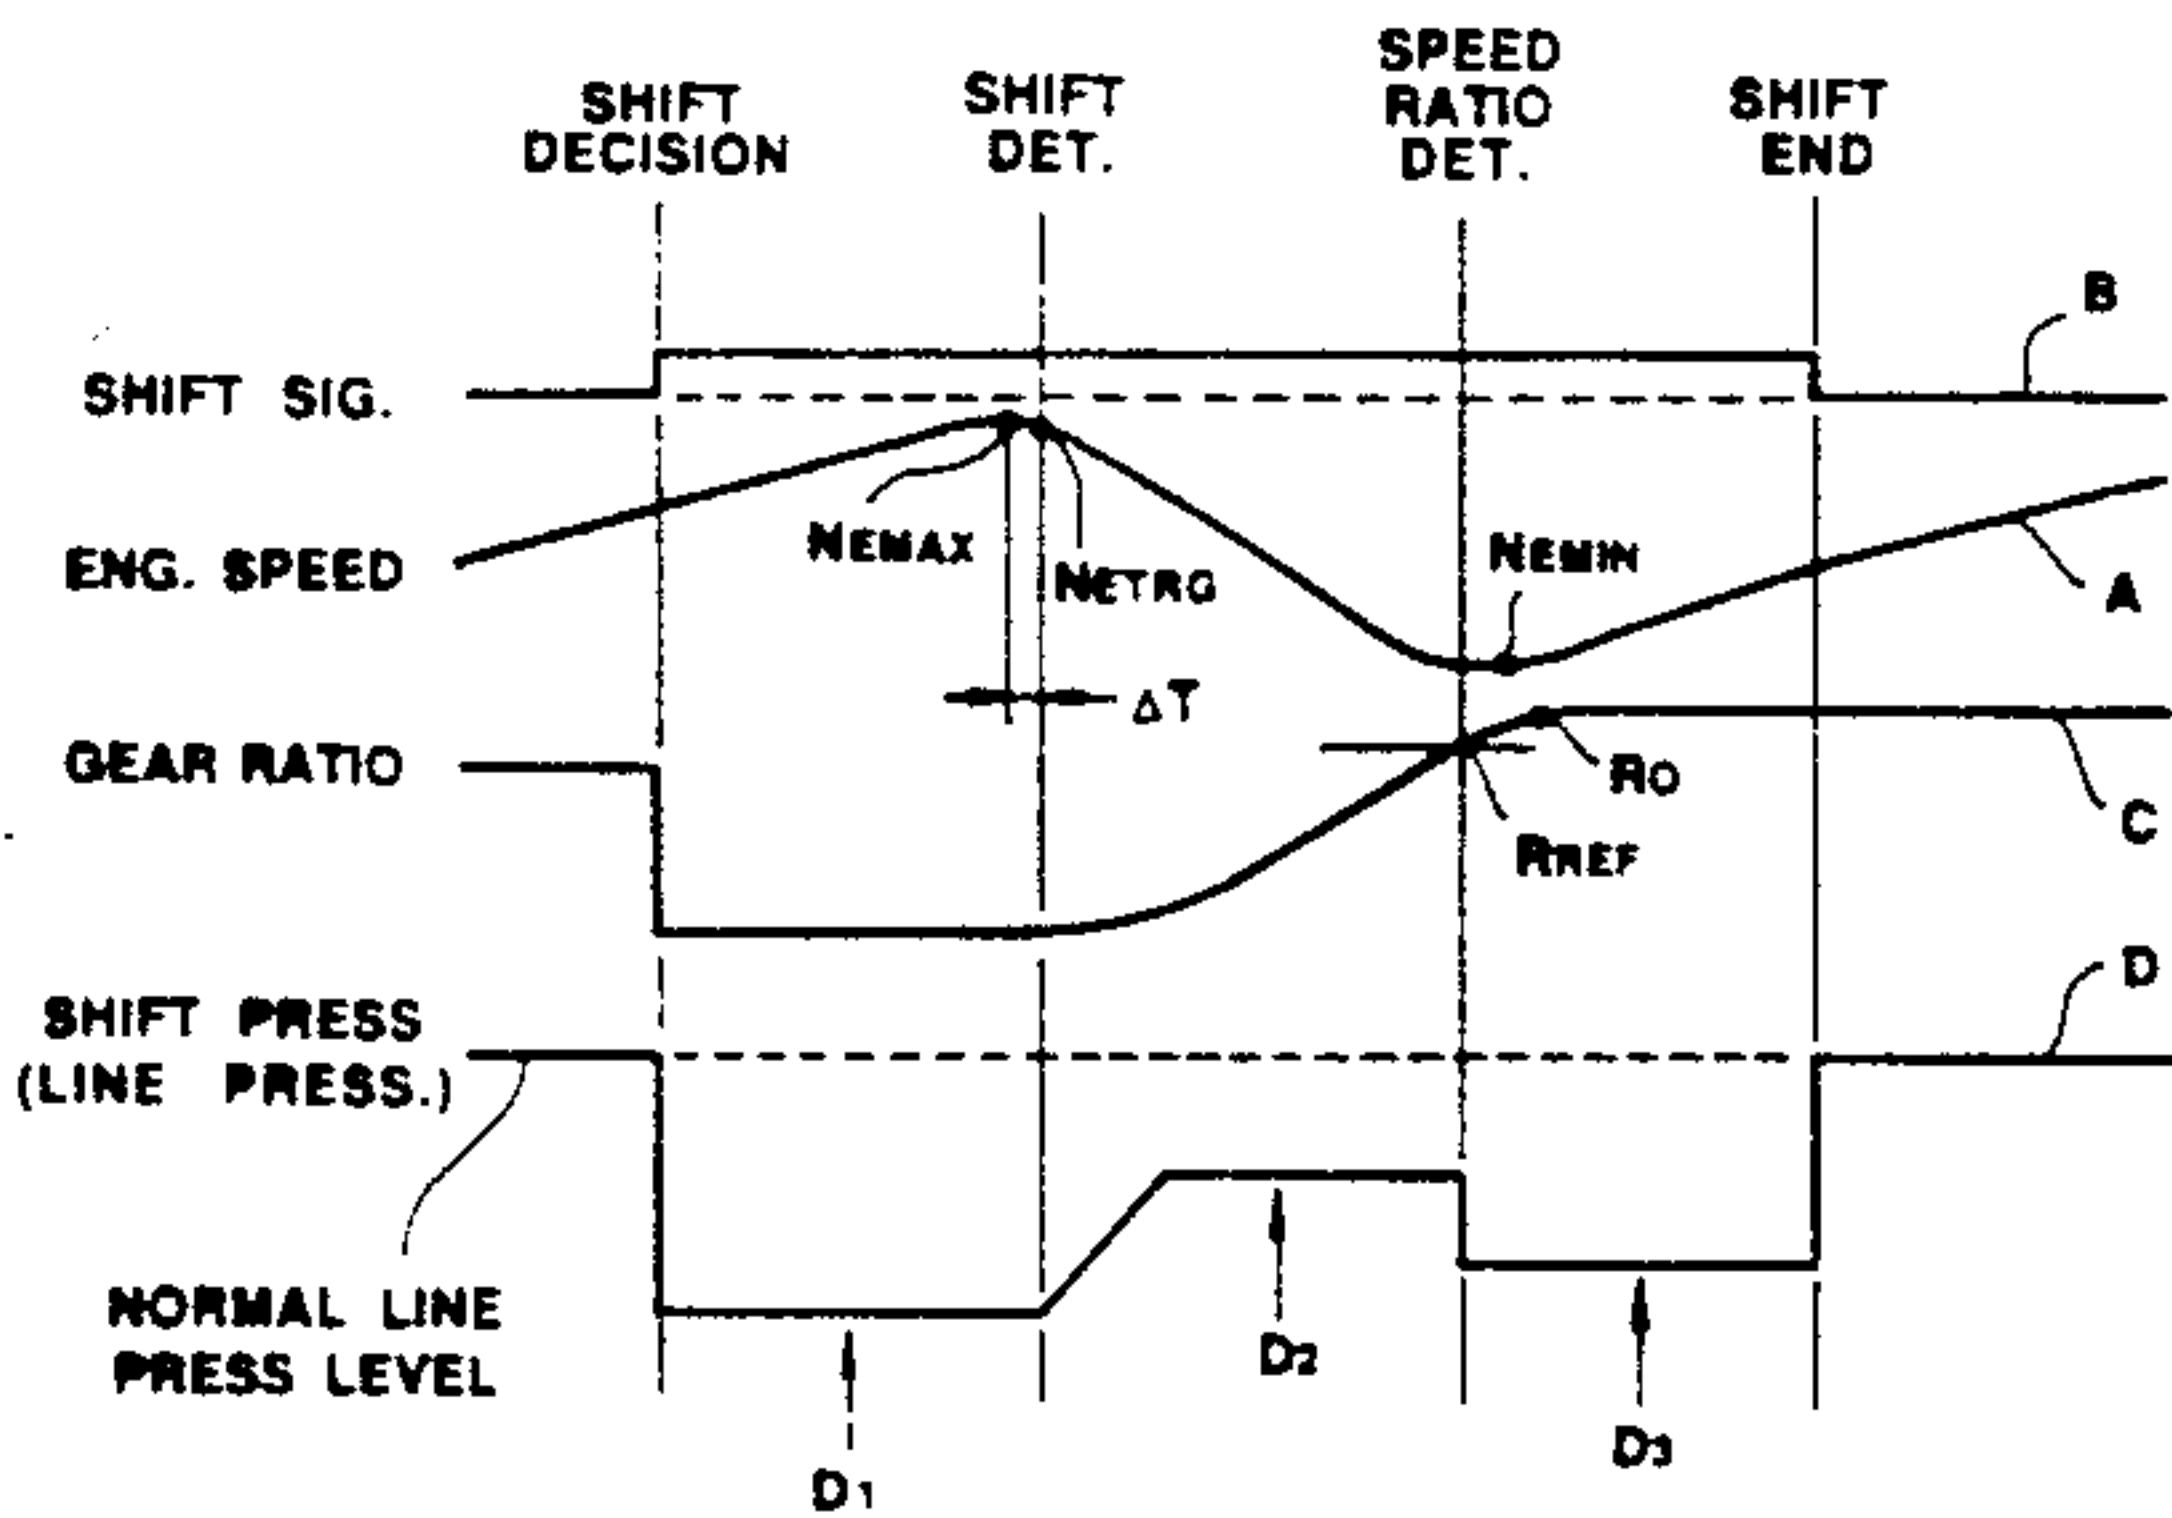 SHIFT
DECISION
SHIFT
DET.
SPEED
RATIO
DET.
SHIFT
END
B
SHIFT SIG.
NEMAX
NETRG
NEMIN
ENG. SPEED
A
ΔT
GEAR RATIO
RO
C
RREF
D
SHIFT PRESS
(LINE PRESS.)
NORMAL LINE
PRESS LEVEL
D2
D3
D1